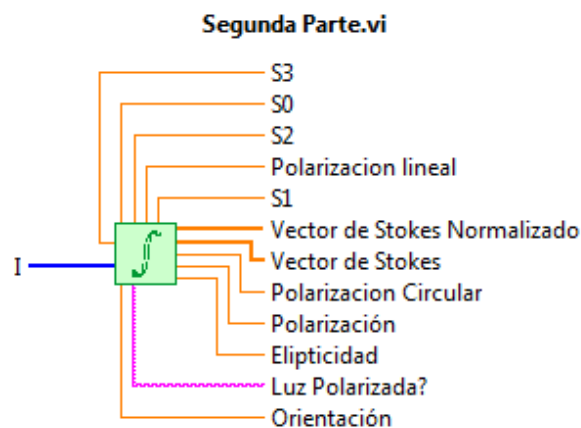 Segunda Parte.vi
S3
S0
S2
Polarizacion lineal
S1
Vector de Stokes Normalizado
I
Vector de Stokes
Polarizacion Circular
Polarización
Elipticidad
Luz Polarizada?
Orientación